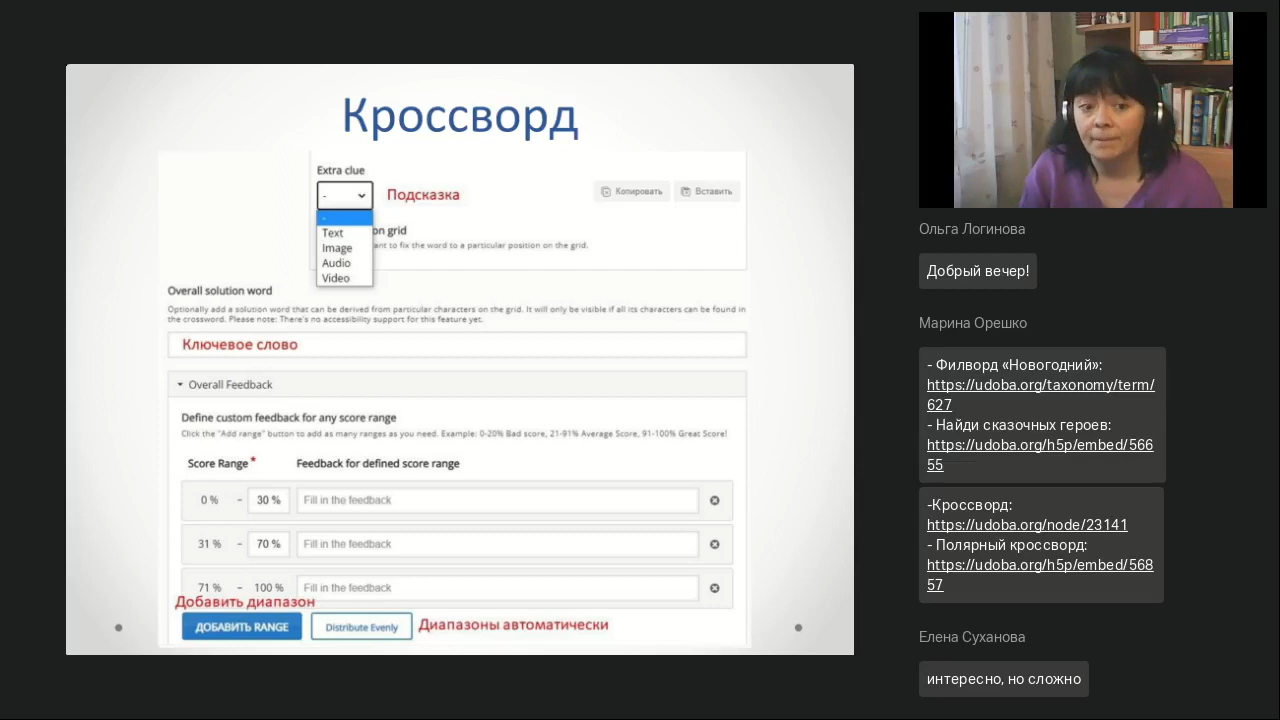 Кроссворд
Extra clue
-
Подсказка
Копировать
Вставить
-
Text
Image
Audio
Video
on grid
ant to fix the word to a particular position on the grid.
Overall solution word
Optionally add a solution word that can be derived from particular characters on the grid. It will only be visible if all its characters can be found in
the crossword. Please note: There's no accessibility support for this feature yet.
Ключевое слово
Overall Feedback
Define custom feedback for any score range
Click the "Add range" button to add as many ranges as you need. Example: 0-20% Bad score, 21-91% Average Score, 91-100% Great Score!
Score Range * Feedback for defined score range
0 % - 30 % Fill in the feedback
31 % - 70 % Fill in the feedback
71 % - 100 % Fill in the feedback
Добавить диапазон
ДОБАВИТЬ RANGE
Distribute Evenly
Диапазоны автоматически
Ольга Логинова
Добрый вечер!
Марина Орешко
- Филворд «Новогодний»:
https://udoba.org/taxonomy/term/
627
- Найди сказочных героев:
https://udoba.org/h5p/embed/566
55
-Кроссворд:
https://udoba.org/node/23141
- Полярный кроссворд:
https://udoba.org/h5p/embed/568
57
Елена Суханова
интересно, но сложно